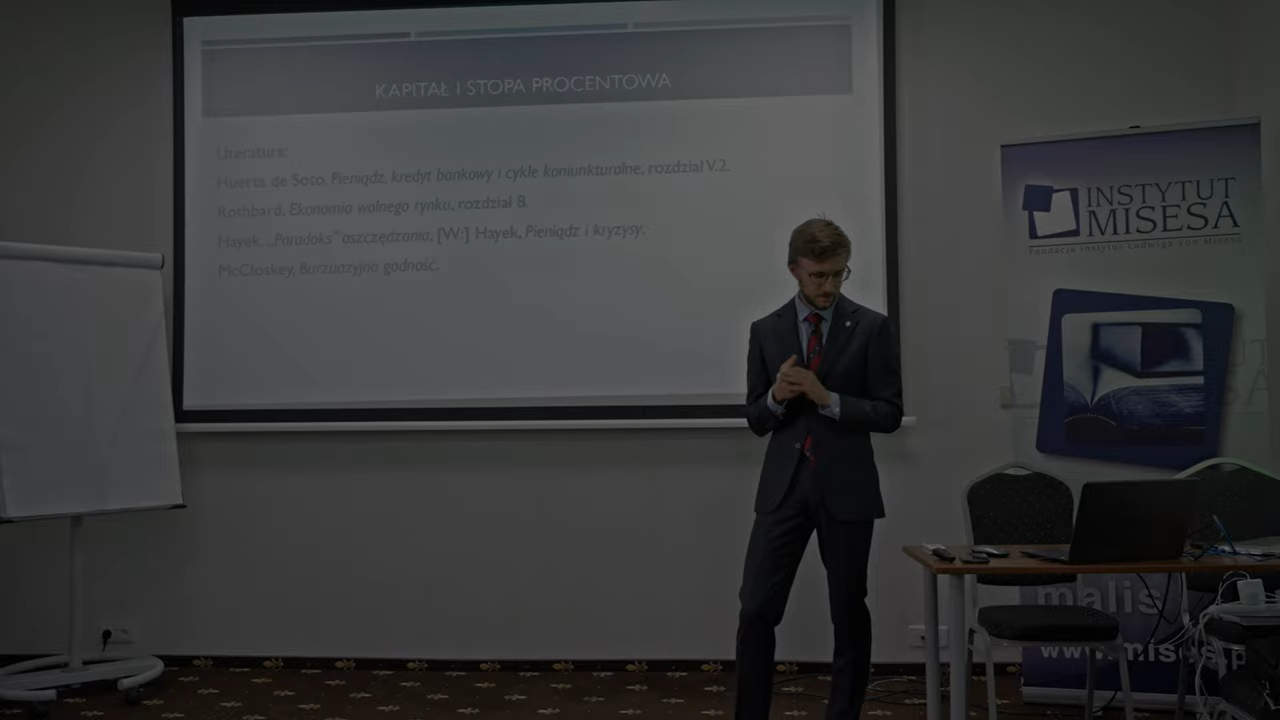 KAPITAŁ I STOPA PROCENTOWA
Literatura:
Huerta de Soto, Pieniądz, kredyt bankowy i cykle koniunkturalne, rozdział V.2.
Rothbard, Ekonomia wolnego rynku, rozdział 8.
Hayek, „Paradoks" oszczędzania, [W:] Hayek, Pieniądz i kryzysy.
McCloskey, Burżuazyjna godność.
INSTYTUT
MISESA
Fundacja Instytut Ludwiga von Misesa
malis
www.mises.p